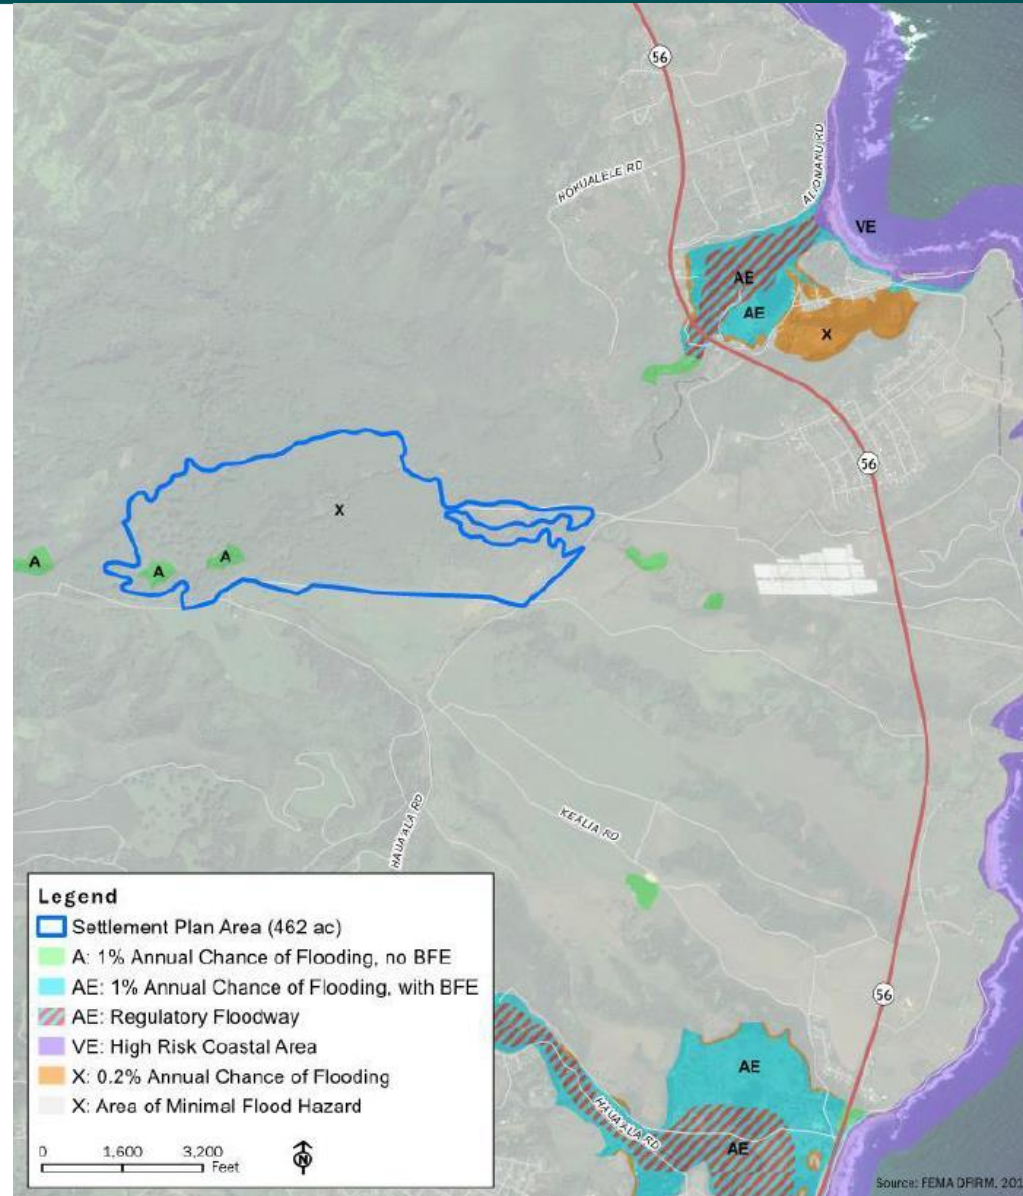 56
HOKUALELE RD
ALIOMANU RD
VE
AE
AE
X
56
X
A
A
A
HAUAALA RD
KEALIA RD
56
AE
HAUAALA RD
AE
Legend
Settlement Plan Area (462 ac)
A: 1% Annual Chance of Flooding, no BFE
AE: 1% Annual Chance of Flooding, with BFE
AE: Regulatory Floodway
VE: High Risk Coastal Area
X: 0.2% Annual Chance of Flooding
X: Area of Minimal Flood Hazard
0 1,600 3,200
Feet
N
Source: FEMA DFIRM, 201